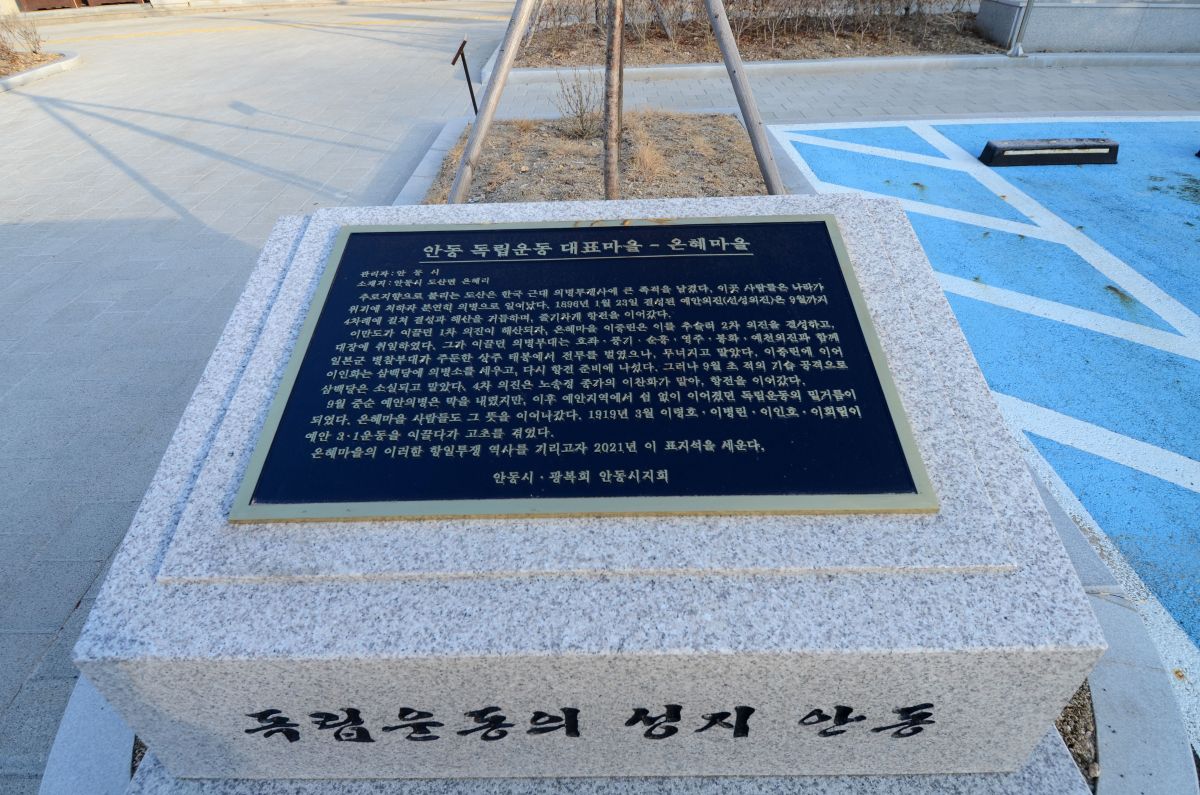 안동 독립운동 대표마을 - 온혜마을
관리자: 안 동 시
소재지: 안동시 도산면 온혜리
추로지향으로 불리는 도산은 한국 근대 의병투쟁사에 큰 족적을 남겼다. 이곳 사람들은 나라가
위기에 처하자 분연히 의병으로 일어났다. 1896년 1월 23일 결성된 예안의진(선성의진)은 9월까지
4차례에 걸쳐 결성과 해산을 거듭하며, 줄기차게 항전을 이어갔다.
이만도가 이끌던 1차 의진이 해산되자, 온혜마을 이중린은 이를 추슬러 2차 의진을 결성하고,
대장에 취임하였다. 그가 이끌던 의병부대는 호좌·풍기·순흥·영주·봉화·예천의진과 함께
일본군 병참부대가 주둔한 상주 태봉에서 전투를 벌였으나, 무너지고 말았다. 이중린에 이어
이인화는 삼백당에 의병소를 세우고, 다시 항전 준비에 나섰다. 그러나 9월 초 적의 기습 공격으로
삼백당은 소실되고 말았다. 4차 의진은 노송정 종가의 이찬화가 맡아, 항전을 이어갔다.
9월 중순 예안의병은 막을 내렸지만, 이후 예안지역에서 쉼 없이 이어졌던 독립운동의 밑거름이
되었다. 온혜마을 사람들도 그 뜻을 이어나갔다. 1919년 3월 이령호·이병린·이인호·이회림이
예안 3·1운동을 이끌다가 고초를 겪었다.
온혜마을의 이러한 항일투쟁 역사를 기리고자 2021년 이 표지석을 세운다.
안동시·광복회 안동시지회
독립운동의 성지 안동